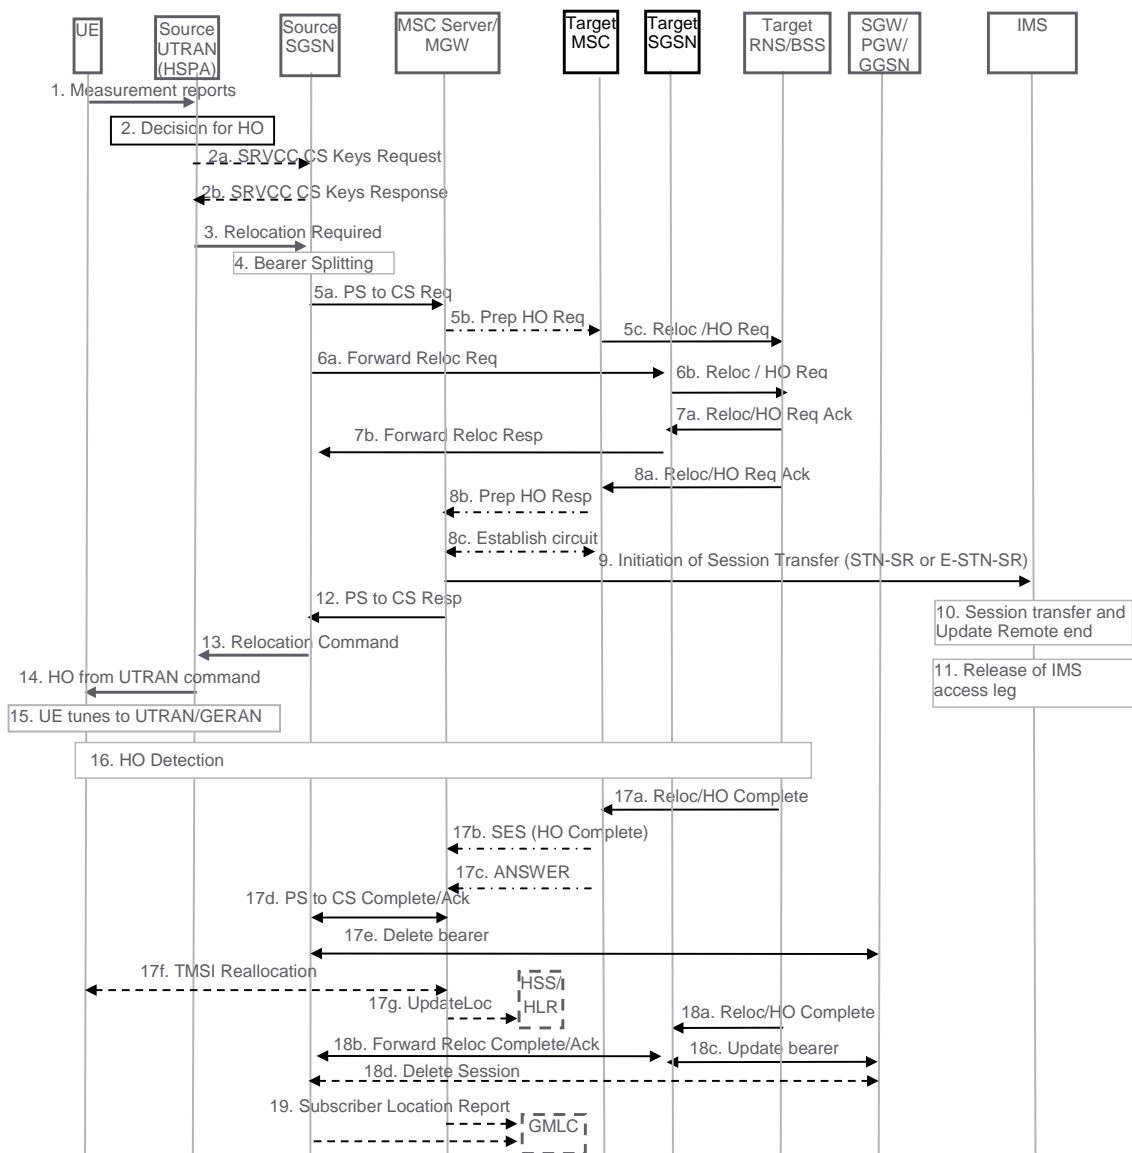 UE
Source
UTRAN
(HSPA)
Source
SGSN
MSC Server/
MGW
Target
MSC
Target
SGSN
Target
RNS/BSS
SGW/
PGW/
GGSN
IMS
1. Measurement reports
2. Decision for HO
2a. SRVCC CS Keys Request
2b. SRVCC CS Keys Response
3. Relocation Required
4. Bearer Splitting
5a. PS to CS Req
5b. Prep HO Req
5c. Reloc /HO Req
6a. Forward Reloc Req
6b. Reloc / HO Req
7a. Reloc/HO Req Ack
7b. Forward Reloc Resp
8a. Reloc/HO Req Ack
8b. Prep HO Resp
8c. Establish circuit
9. Initiation of Session Transfer (STN-SR or E-STN-SR)
12. PS to CS Resp
10. Session transfer and
Update Remote end
13. Relocation Command
11. Release of IMS
access leg
14. HO from UTRAN command
15. UE tunes to UTRAN/GERAN
16. HO Detection
17a. Reloc/HO Complete
17b. SES (HO Complete)
17c. ANSWER
17d. PS to CS Complete/Ack
17e. Delete bearer
17f. TMSI Reallocation
HSS/
HLR
17g. UpdateLoc
18a. Reloc/HO Complete
18b. Forward Reloc Complete/Ack
18c. Update bearer
18d. Delete Session
19. Subscriber Location Report
GMLC